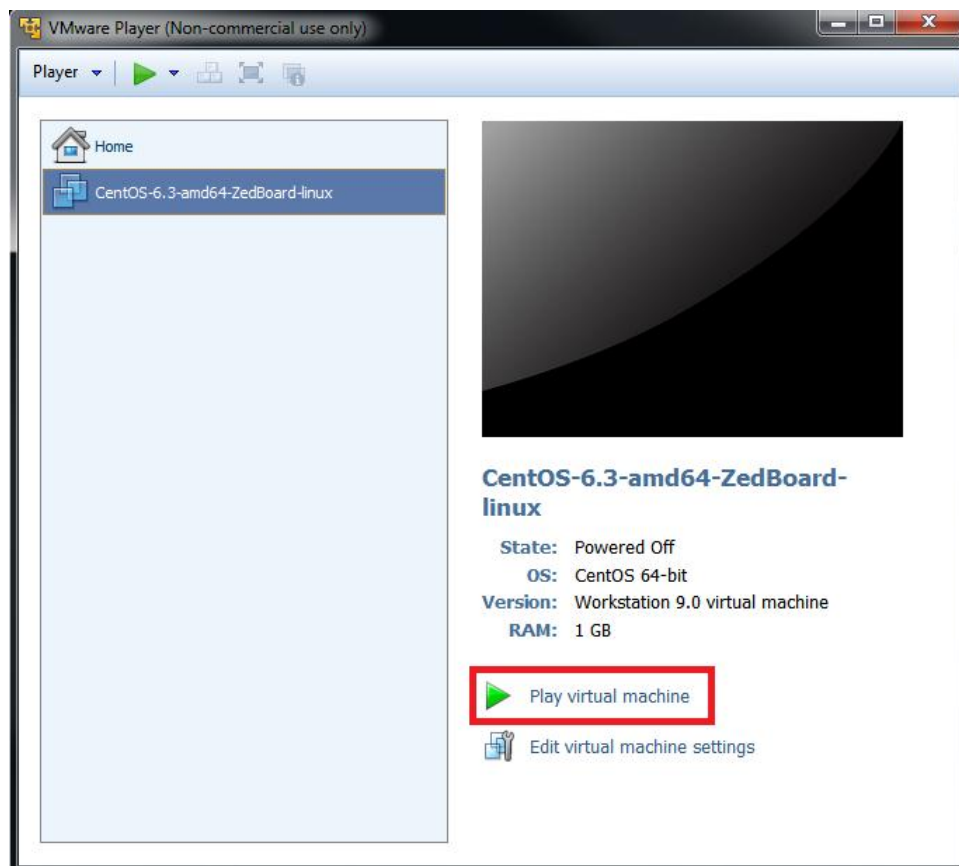 VMware Player (Non-commercial use only)
Player
Home
CentOS-6.3-amd64-ZedBoard-linux
CentOS-6.3-amd64-ZedBoard-
linux
State: Powered Off
OS: CentOS 64-bit
Version: Workstation 9.0 virtual machine
RAM: 1 GB
Play virtual machine
Edit virtual machine settings